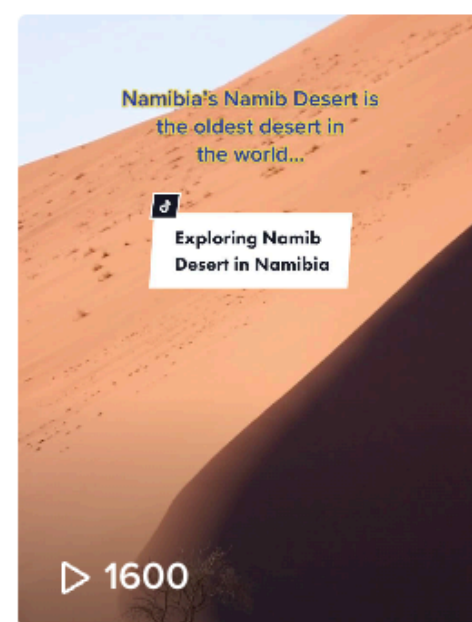 Namibia's Namib Desert is
the oldest desert in
the world...
Exploring Namib
Desert in Namibia
1600